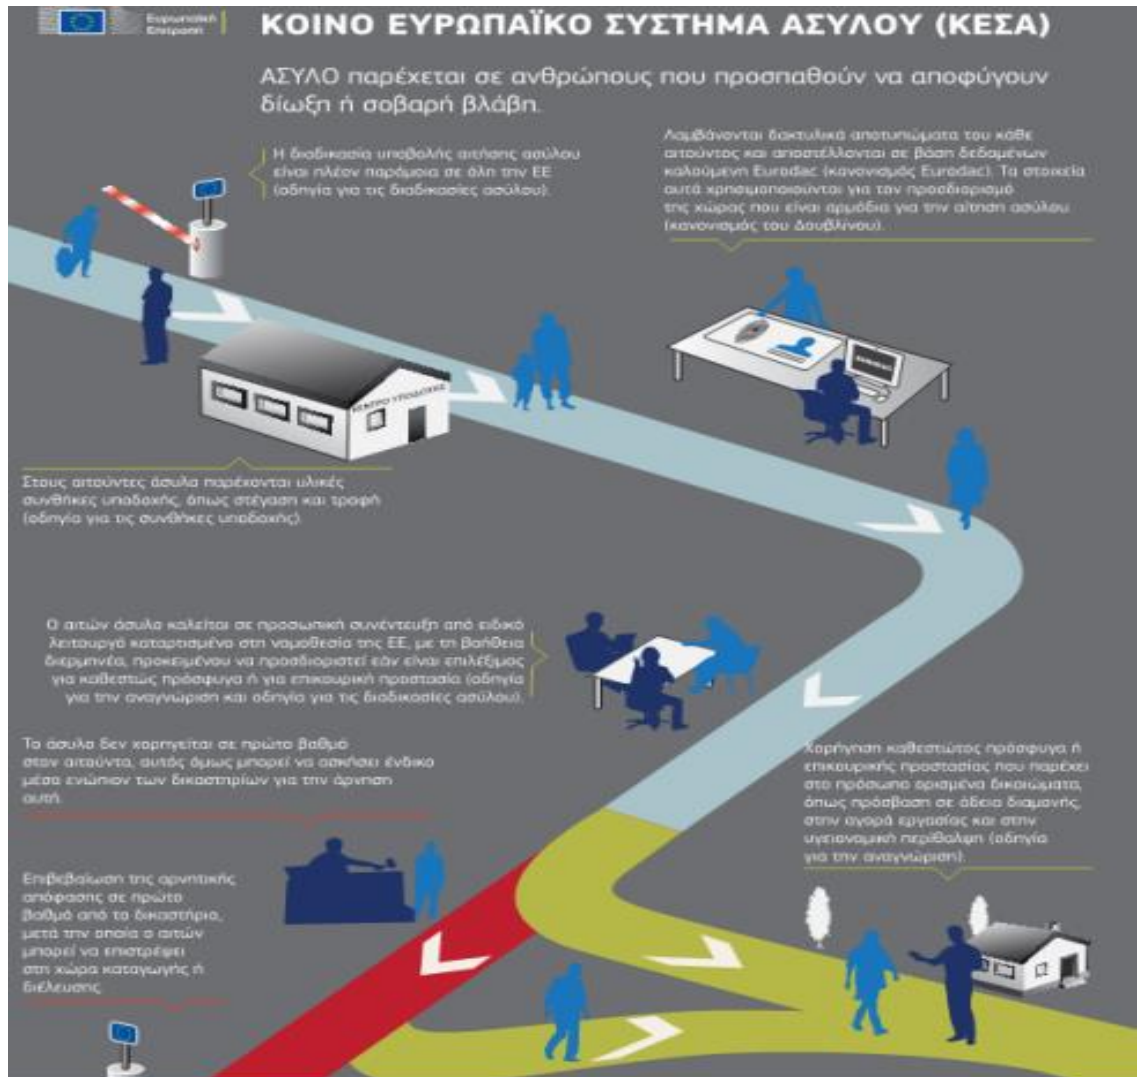 Ευρωπαϊκή
Επιτροπή
ΚΟΙΝΟ ΕΥΡΩΠΑΪΚΟ ΣΥΣΤΗΜΑ ΑΣΥΛΟΥ (ΚΕΣΑ)
ΑΣΥΛΟ παρέχεται σε ανθρώπους που προσπαθούν να αποφύγουν
δίωξη ή σοβαρή βλάβη.
Η διαδικασία υποβολής αιτήσης ασύλου
είναι πλέον παρόμοια σε όλη την ΕΕ
(οδηγία για τις διαδικασίες ασύλου).
Λαμβάνονται δακτυλικά αποτυπώματα του κάθε
αιτούντος και αποστέλλονται σε βάση δεδομένων
καλούμενη Eurodac (κανονισμός Eurodac). Τα στοιχεία
αυτά χρησιμοποιούνται για τον προσδιορισμό
της χώρας που είναι αρμόδια για την αίτηση ασύλου
(κανονισμός του Δουβλίνου).
ΚΕΝΤΡΟ ΥΠΟΔΟΧΗΣ
EURODAC
Στους αιτούντες άσυλο παρέχονται υλικές
συνθήκες υποδοχής, όπως στέγαση και τροφή
(οδηγία για τις συνθήκες υποδοχής).
Ο αιτών άσυλο καλείται σε προσωπική συνέντευξη από ειδικό
λειτουργό καταρτισμένο στη νομοθεσία της ΕΕ, με τη βοήθεια
διερμηνέα, προκειμένου να προσδιοριστεί εάν είναι επιλέξιμος
για καθεστώς πρόσφυγα ή για επικουρική προστασία (οδηγία
για την αναγνώριση και οδηγία για τις διαδικασίες ασύλου).
Το άσυλο δεν χορηγείται σε πρώτο βαθμό
στον αιτούντα, αυτός όμως μπορεί να ασκήσει ένδικο
μέσο ενώπιον των δικαστηρίων για την άρνηση
αυτή.
Χορήγηση καθεστώτος πρόσφυγα ή
επικουρικής προστασίας που παρέχει
στο πρόσωπο ορισμένα δικαιώματα,
όπως πρόσβαση σε άδεια διαμονής,
στην αγορά εργασίας και στην
υγειονομική περίθαλψη (οδηγία
για την αναγνώριση).
Επιβεβαίωση της αρνητικής
απόφασης σε πρώτο
βαθμό από το δικαστήριο,
μετά την οποία ο αιτών
μπορεί να επιστρέψει
στη χώρα καταγωγής ή
διέλευσης.